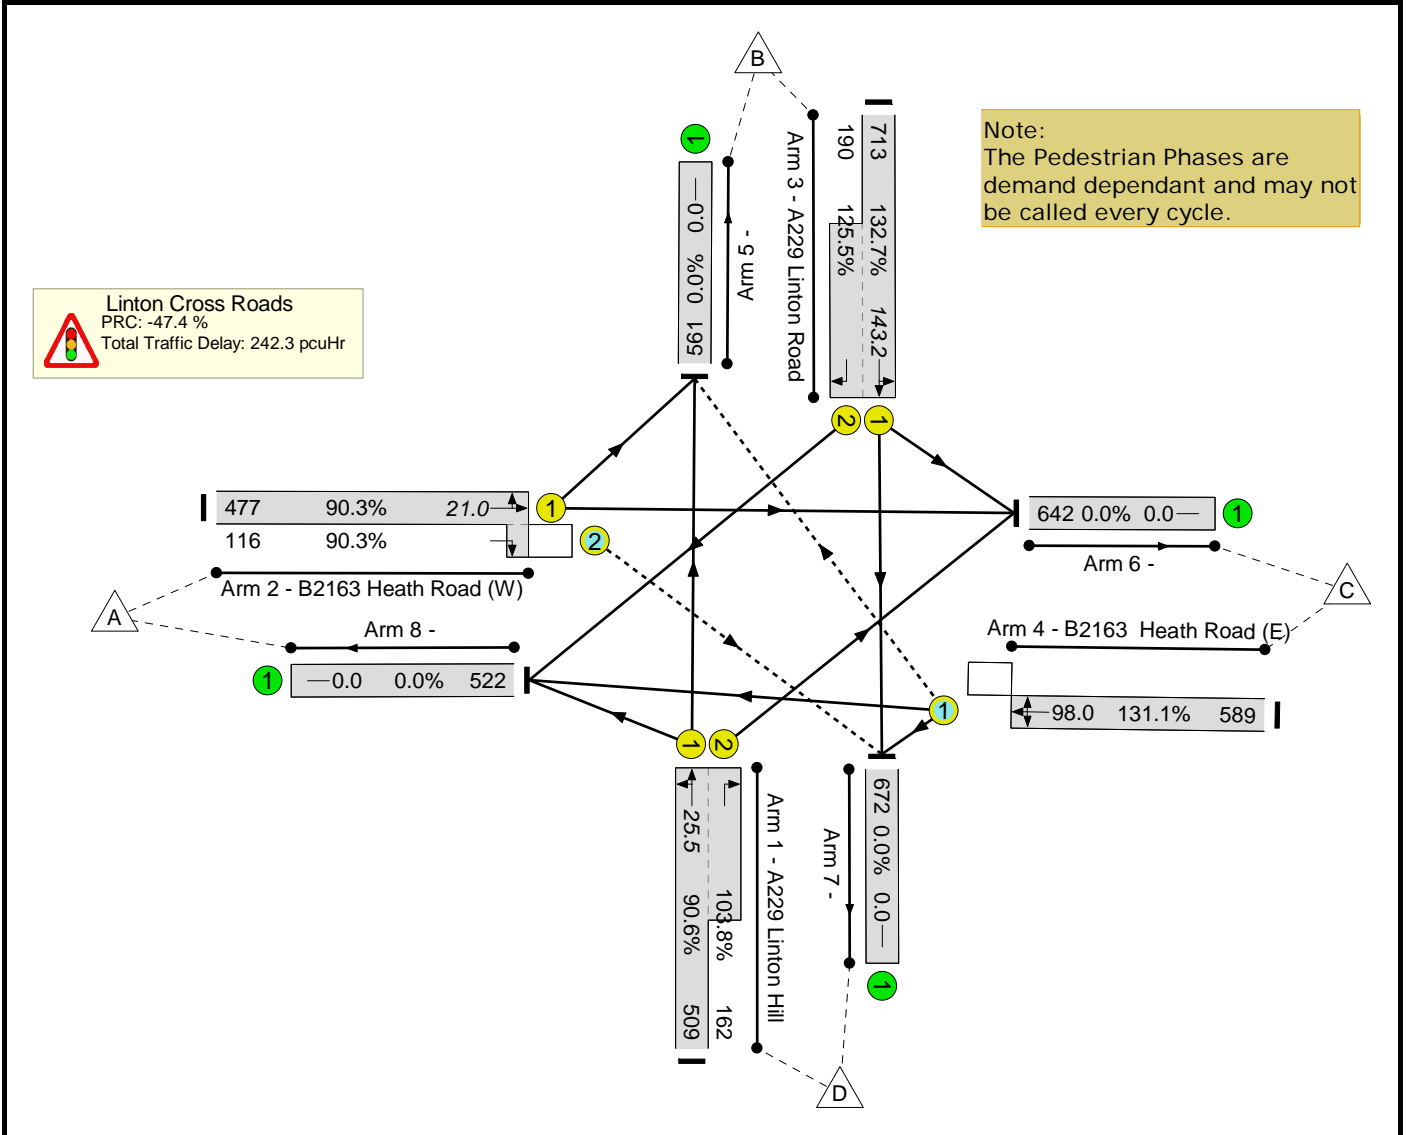 B
Note:
The Pedestrian Phases are
demand dependant and may not
be called every cycle.
Linton Cross Roads
PRC: -47.4 %
Total Traffic Delay: 242.3 pcuHr
1
0.0 0.0% 561
Arm 5 -
Arm 3 - A229 Linton Road
190 125.5%
713 132.7% 143.2
2 1
477 90.3% 21.0 1
116 90.3% 2
Arm 2 - B2163 Heath Road (W)
A
Arm 8 -
1 0.0 0.0% 522
642 0.0% 0.0 1
Arm 6 -
C
Arm 4 - B2163 Heath Road (E)
1 98.0 131.1% 589
1 2
25.5 90.6% 509
103.8% 162
Arm 1 - A229 Linton Hill
Arm 7 -
672 0.0% 0.0
1
D